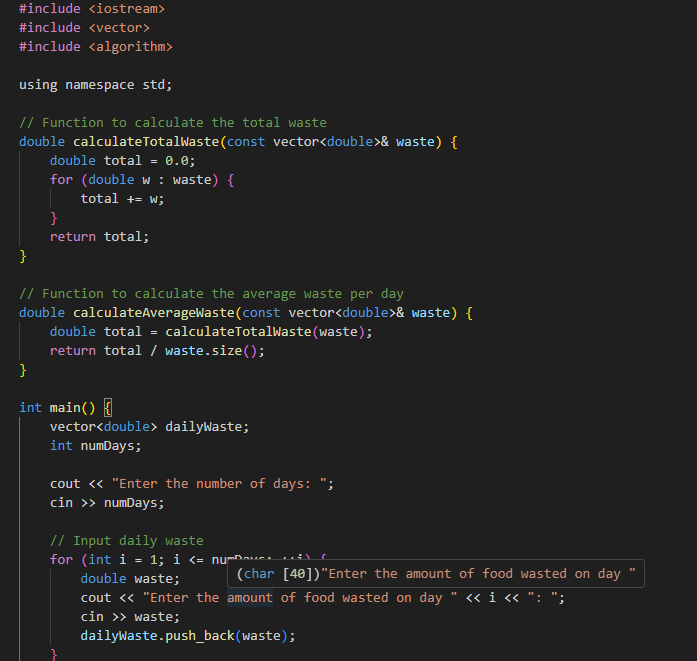 #include <iostream>
#include <vector>
#include <algorithm>
using namespace std;
// Function to calculate the total waste
double calculateTotalWaste(const vector<double>& waste) {
double total = 0.0;
for (double w : waste) {
total += w;
}
return total;
}
// Function to calculate the average waste per day
double calculateAverageWaste(const vector<double>& waste) {
double total = calculateTotalWaste(waste);
return total / waste.size();
}
int main() {
vector<double> dailyWaste;
int numDays;
cout << "Enter the number of days: ";
cin >> numDays;
// Input daily waste
for (int i = 1; i <= numDays; ++i) {
(char [40])"Enter the amount of food wasted on day "
double waste;
cout << "Enter the amount of food wasted on day " << i << ": ";
cin >> waste;
dailyWaste.push_back(waste);
}